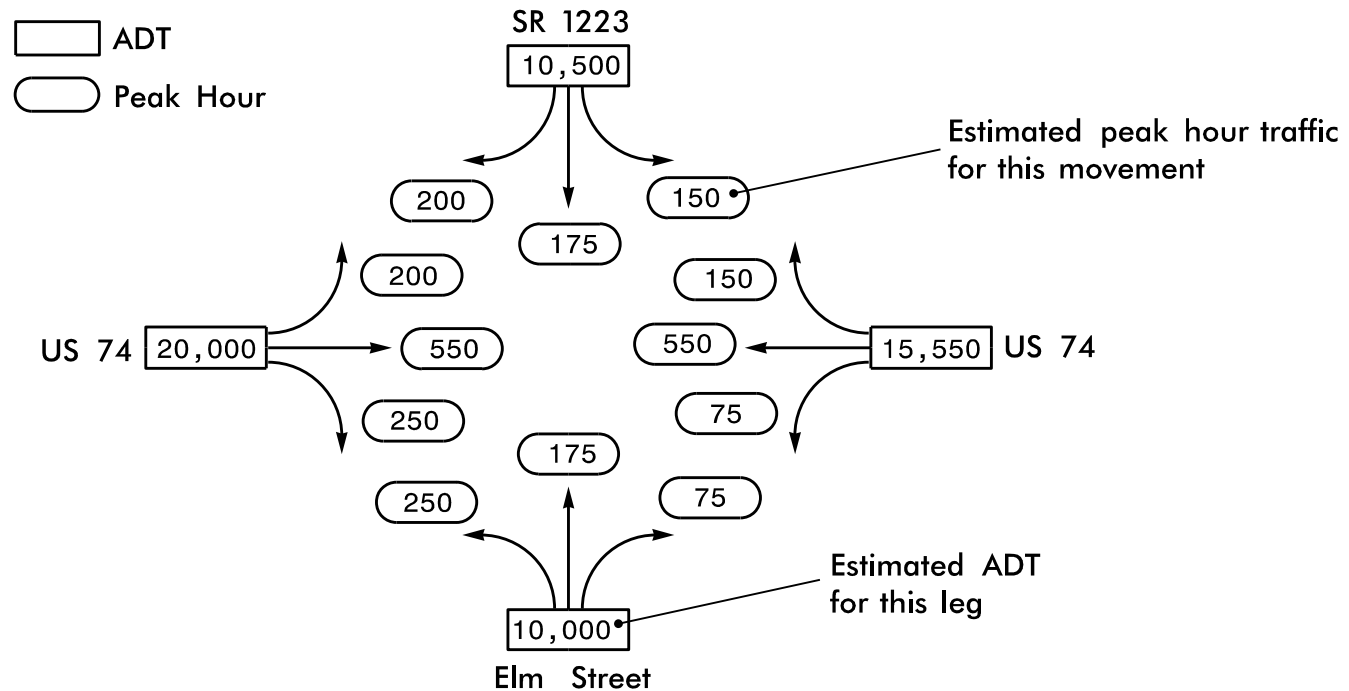 SR 1223
ADT
10,500
Peak Hour
Estimated peak hour traffic
for this movement
200
150
175
200
150
US 74
20,000
550
550
15,550
US 74
250
75
175
250
75
Estimated ADT
for this leg
10,000
Elm Street